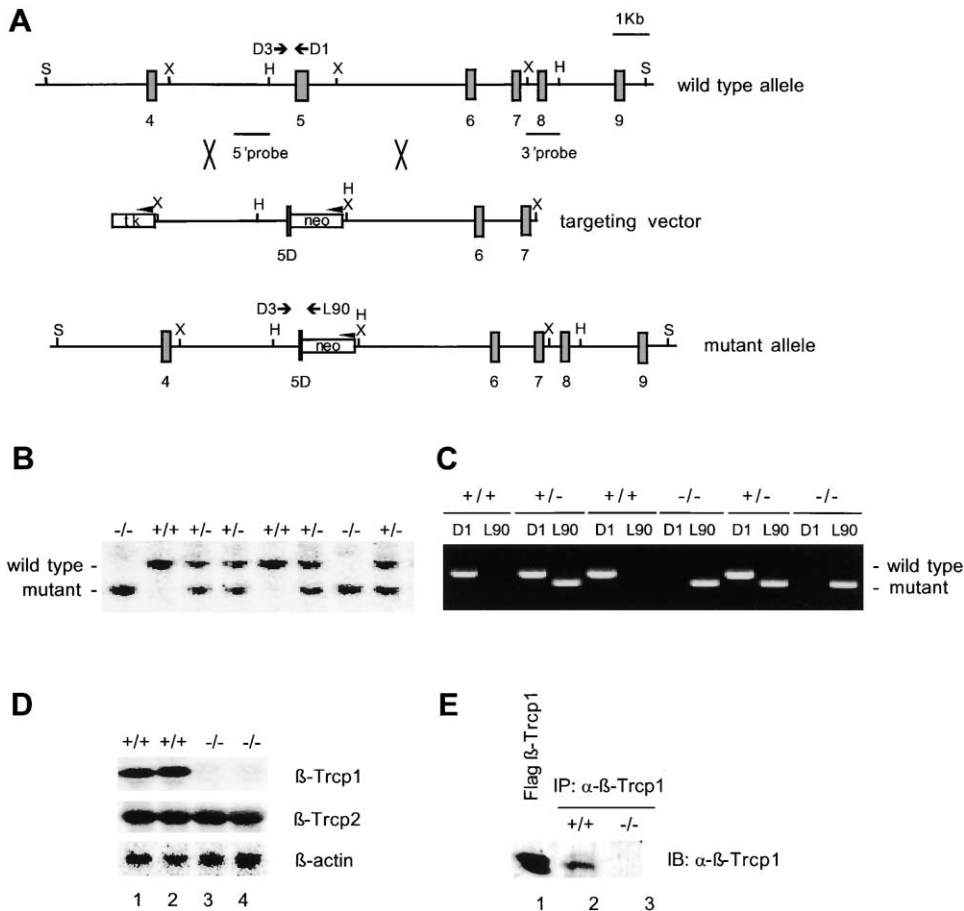 A
1Kb
D3 D1
S X H X X H S
wild type allele
4 5 6 7 8 9
5'probe 3'probe
H
tk X H neo X X
targeting vector
5D 6 7
D3 L90
H
S X H neo X X H S
mutant allele
4 5D 6 7 8 9
B
-/- +/+ +/- +/- +/+ +/- -/- +/-
wild type -
mutant -
C
+/+ +/- +/+ -/- +/- -/-
D1 L90 D1 L90 D1 L90 D1 L90 D1 L90 D1 L90
- wild type
- mutant
D
+/+ +/+ -/- -/-
ß-Trcp1
ß-Trcp2
ß-actin
1 2 3 4
E
Flag ß-Trcp1
IP: α-ß-Trcp1
+/+ -/-
IB: α-ß-Trcp1
1 2 3